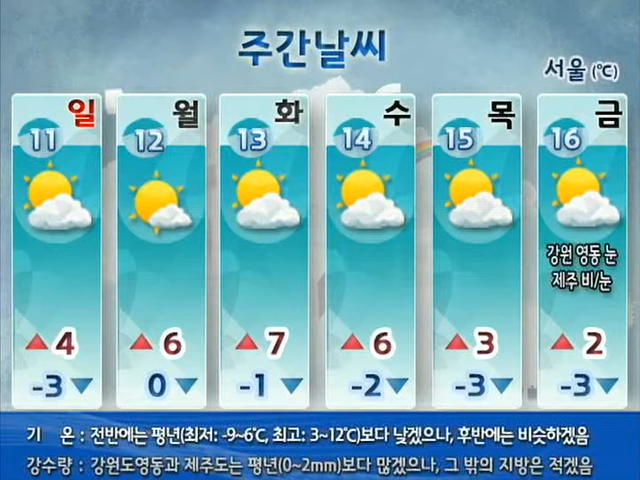 주간날씨
서울 (℃)
일 월 화 수 목 금
11 12 13 14 15 16
강원 영동 눈
제주 비/눈
4 6 7 6 3 2
-3 0 -1 -2 -3 -3
기 온 : 전반에는 평년(최저: -9~6℃, 최고: 3~12℃)보다 낮겠으나, 후반에는 비슷하겠음
강수량 : 강원도영동과 제주도는 평년(0~2mm)보다 많겠으나, 그 밖의 지방은 적겠음